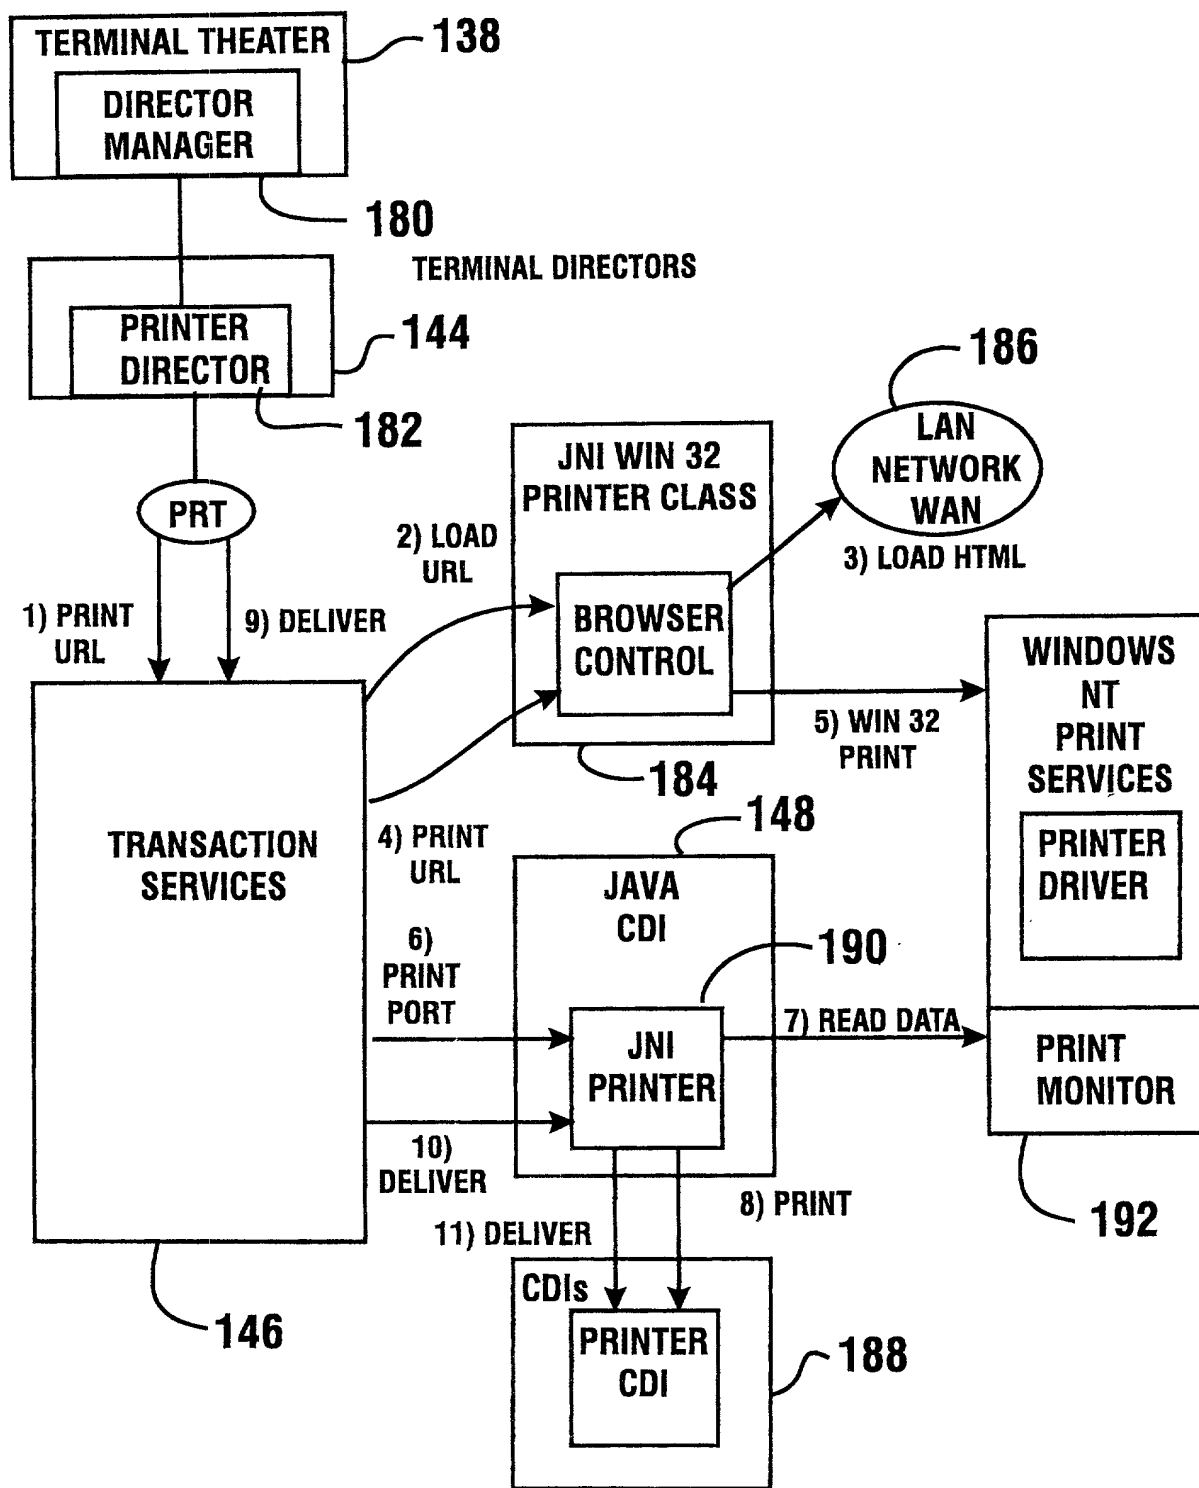 TERMINAL THEATER
138
DIRECTOR
MANAGER
180
TERMINAL DIRECTORS
PRINTER
DIRECTOR
144
182
PRT
1) PRINT
URL
9) DELIVER
2) LOAD
URL
JNI WIN 32
PRINTER CLASS
BROWSER
CONTROL
184
186
LAN
NETWORK
WAN
3) LOAD HTML
4) PRINT
URL
5) WIN 32
PRINT
WINDOWS
NT
PRINT
SERVICES
PRINTER
DRIVER
TRANSACTION
SERVICES
146
148
JAVA
CDI
190
6)
PRINT
PORT
JNI
PRINTER
7) READ DATA
PRINT
MONITOR
192
10)
DELIVER
8) PRINT
11) DELIVER
CDIs
PRINTER
CDI
188